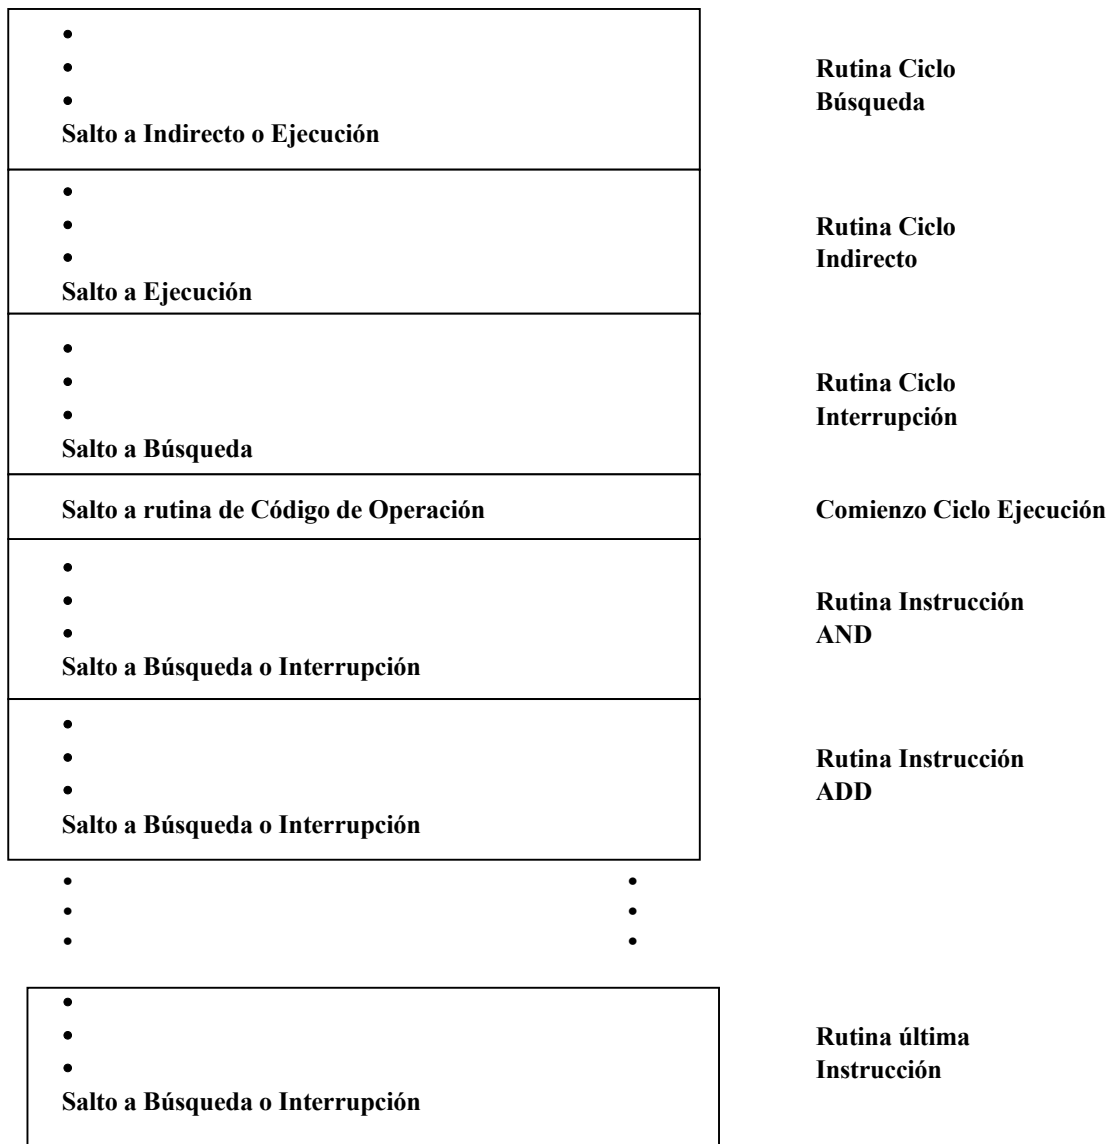 •
•
Rutina Ciclo
•
Búsqueda
Salto a Indirecto o Ejecución
•
•
Rutina Ciclo
•
Indirecto
Salto a Ejecución
•
•
Rutina Ciclo
•
Interrupción
Salto a Búsqueda
Salto a rutina de Código de Operación
Comienzo Ciclo Ejecución
•
•
Rutina Instrucción
•
AND
Salto a Búsqueda o Interrupción
•
•
Rutina Instrucción
•
ADD
Salto a Búsqueda o Interrupción
• •
• •
• •
•
•
Rutina última
•
Instrucción
Salto a Búsqueda o Interrupción